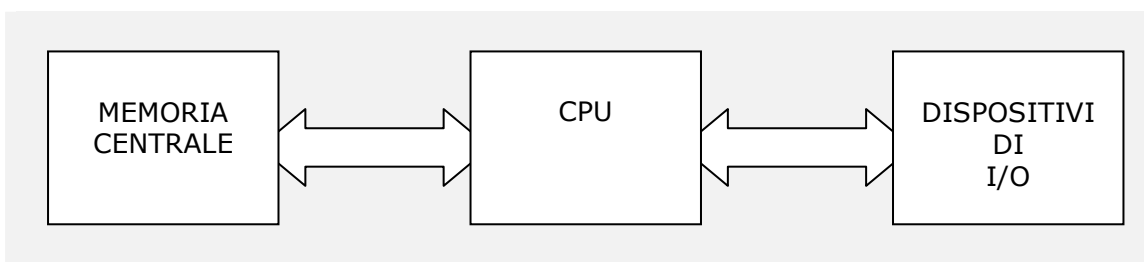 MEMORIA
CENTRALE
CPU
DISPOSITIVI
DI
I/O